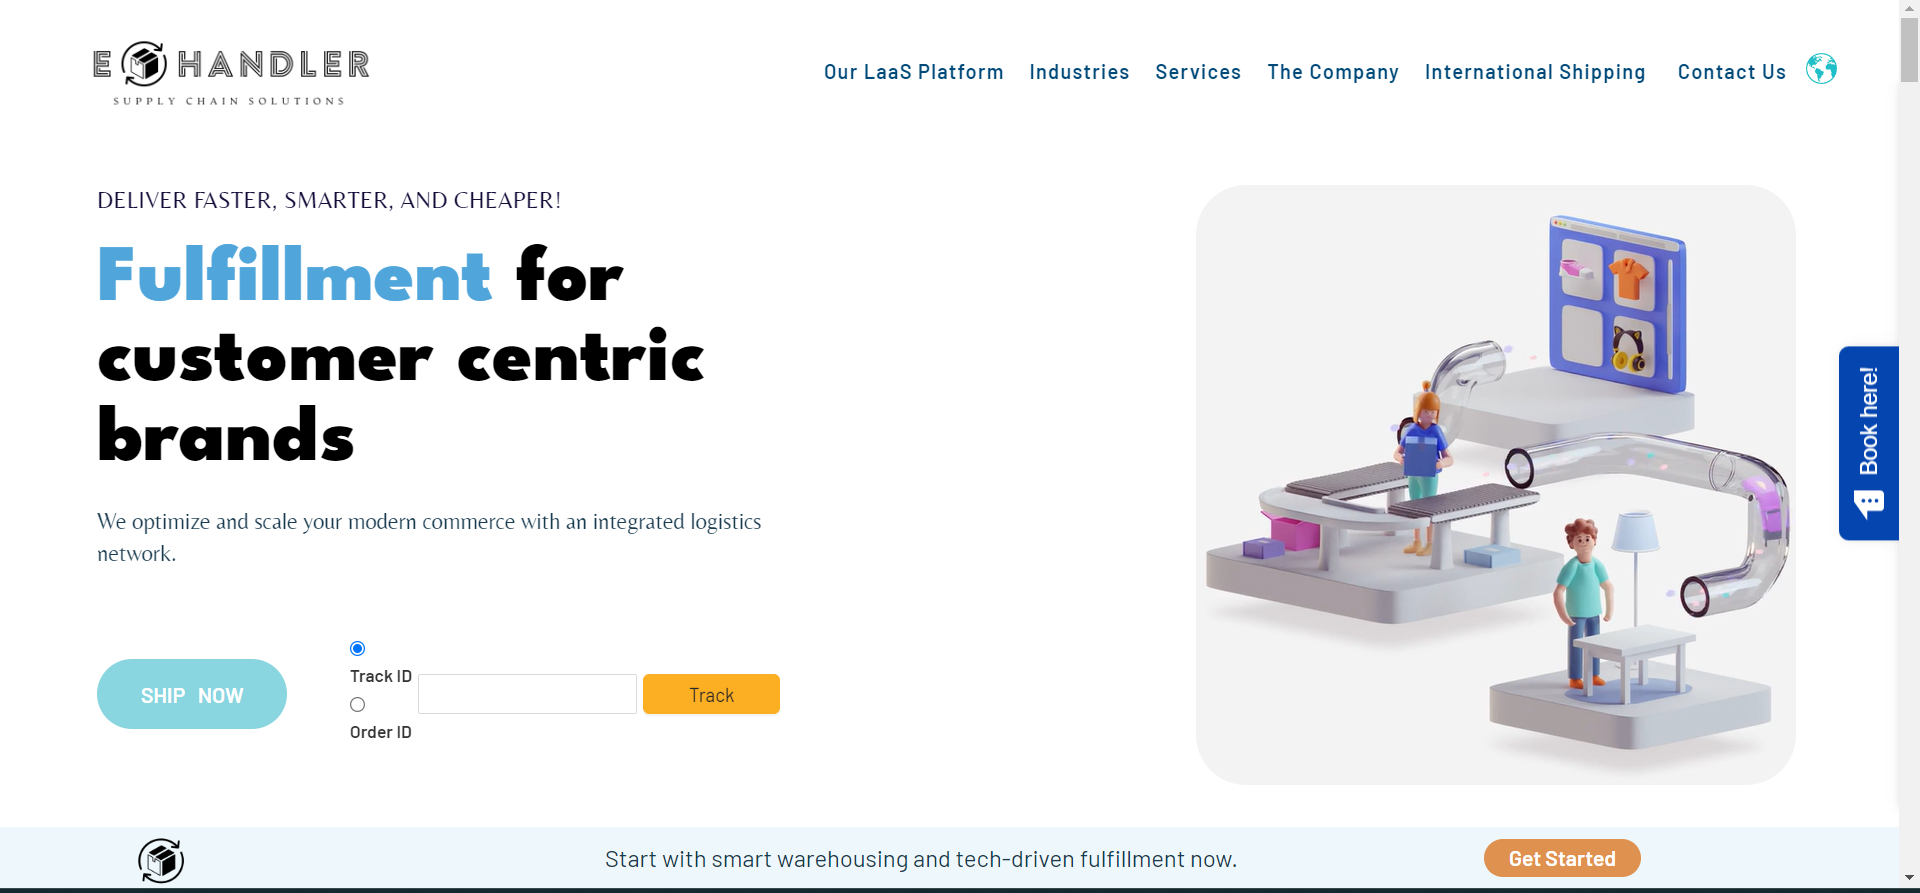 E HANDLER
SUPPLY CHAIN SOLUTIONS
Our LaaS Platform
Industries
Services
The Company
International Shipping
Contact Us
DELIVER FASTER, SMARTER, AND CHEAPER!
Fulfillment for
customer centric
brands
We optimize and scale your modern commerce with an integrated logistics
network.
SHIP NOW
Track ID
Order ID
Track
Book here!
Start with smart warehousing and tech-driven fulfillment now.
Get Started